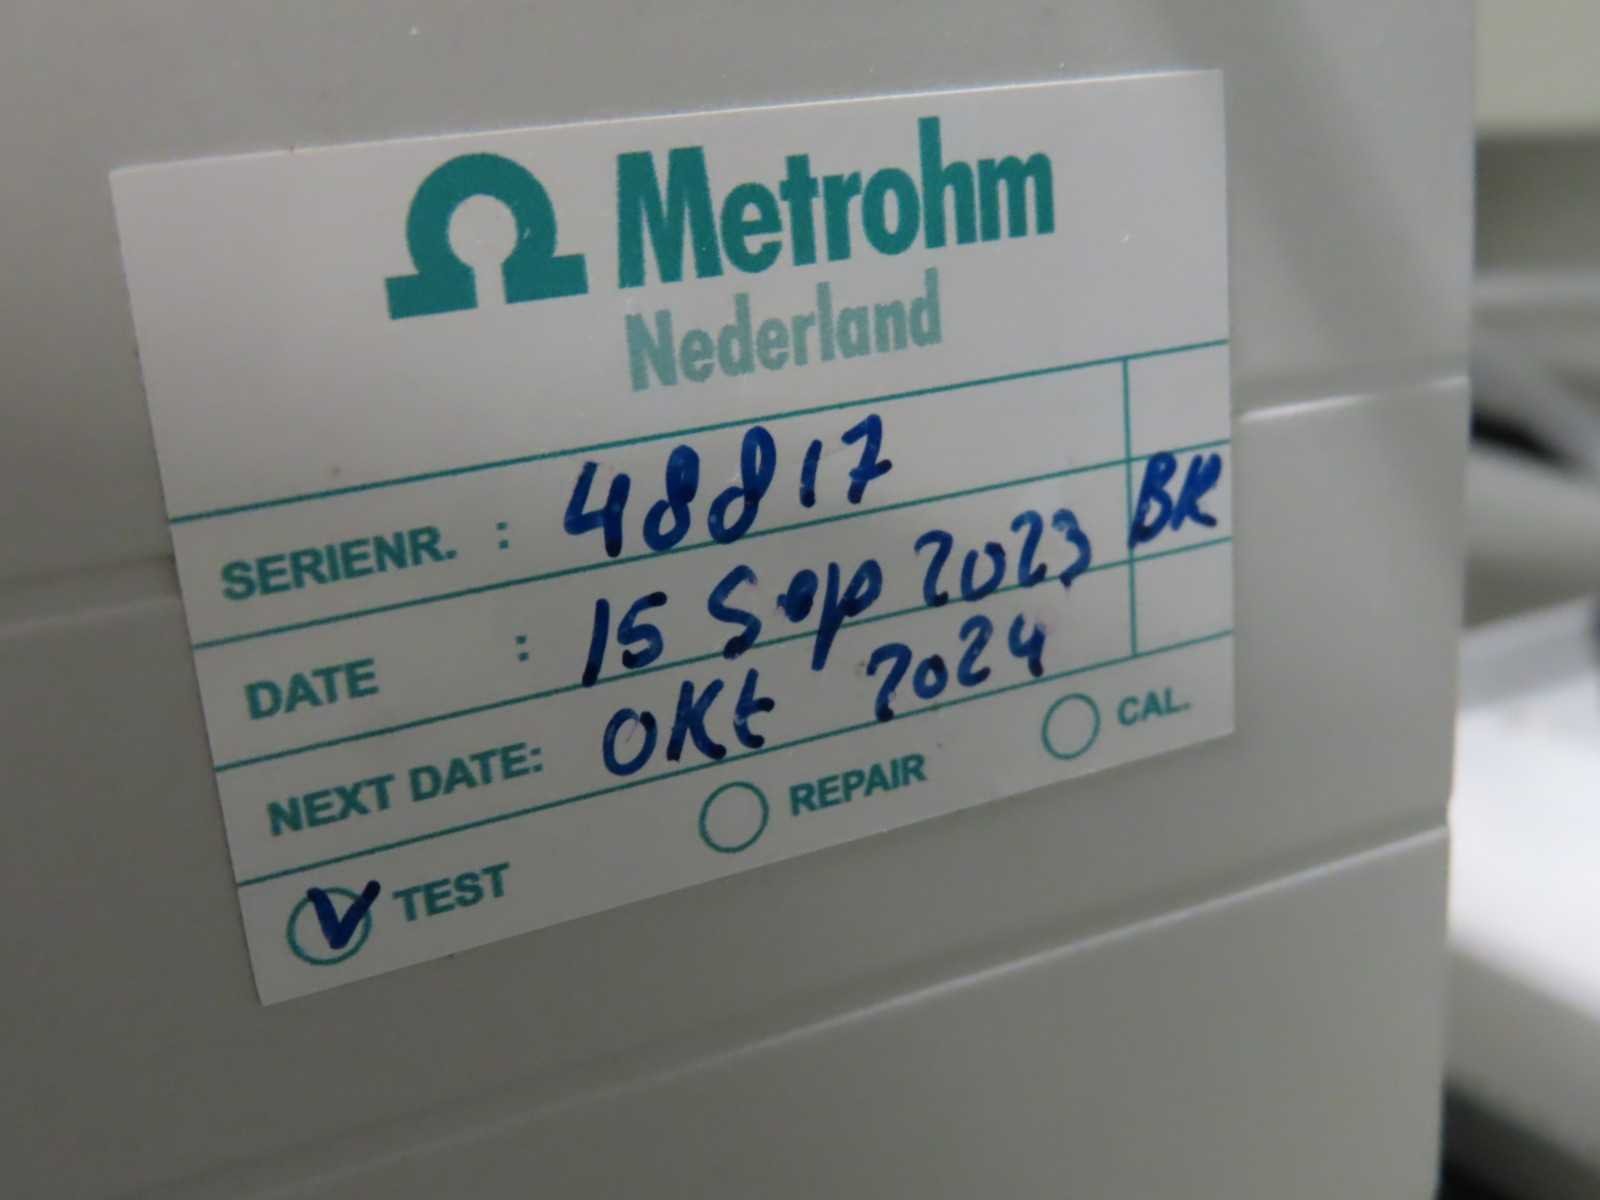 Metrohm
Nederland
SERIENR. : 48817
DATE : 15 Sep 2023 BK
NEXT DATE: Okt 2024
TEST REPAIR CAL.